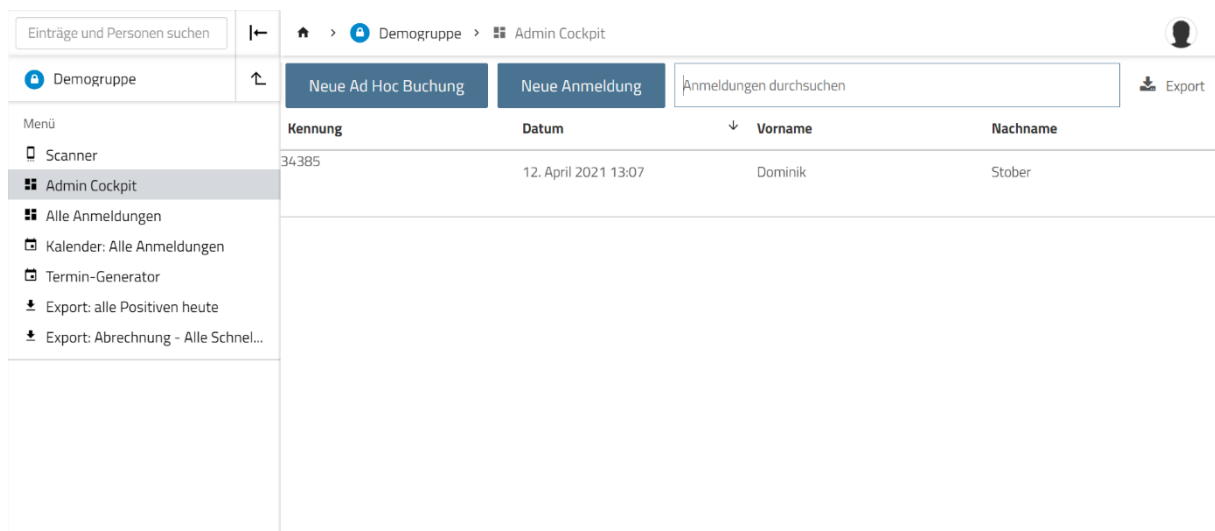 Einträge und Personen suchen
Demogruppe
Menü
Scanner
Admin Cockpit
Alle Anmeldungen
Kalender: Alle Anmeldungen
Termin-Generator
Export: alle Positiven heute
Export: Abrechnung - Alle Schnel...
Demogruppe > Admin Cockpit
Neue Ad Hoc Buchung Neue Anmeldung Anmeldungen durchsuchen Export
Kennung Datum Vorname Nachname
34385 12. April 2021 13:07 Dominik Stober